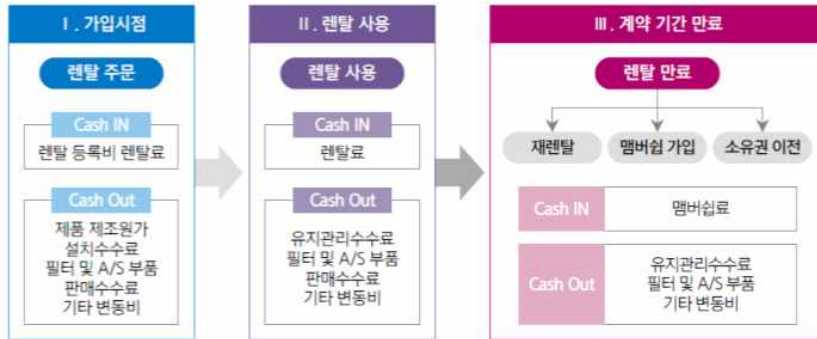 Ⅰ. 가입시점
렌탈 주문
Cash IN
렌탈 등록비 렌탈료
Cash Out
제품 제조원가
설치수수료
필터 및 A/S 부품
판매수수료
기타 변동비
Ⅱ. 렌탈 사용
렌탈 사용
Cash IN
렌탈료
Cash Out
유지관리수수료
필터 및 A/S 부품
판매수수료
기타 변동비
Ⅲ. 계약 기간 만료
렌탈 만료
재렌탈
맴버쉽 가입
소유권 이전
Cash IN
맴버쉽료
Cash Out
유지관리수수료
필터 및 A/S 부품
기타 변동비